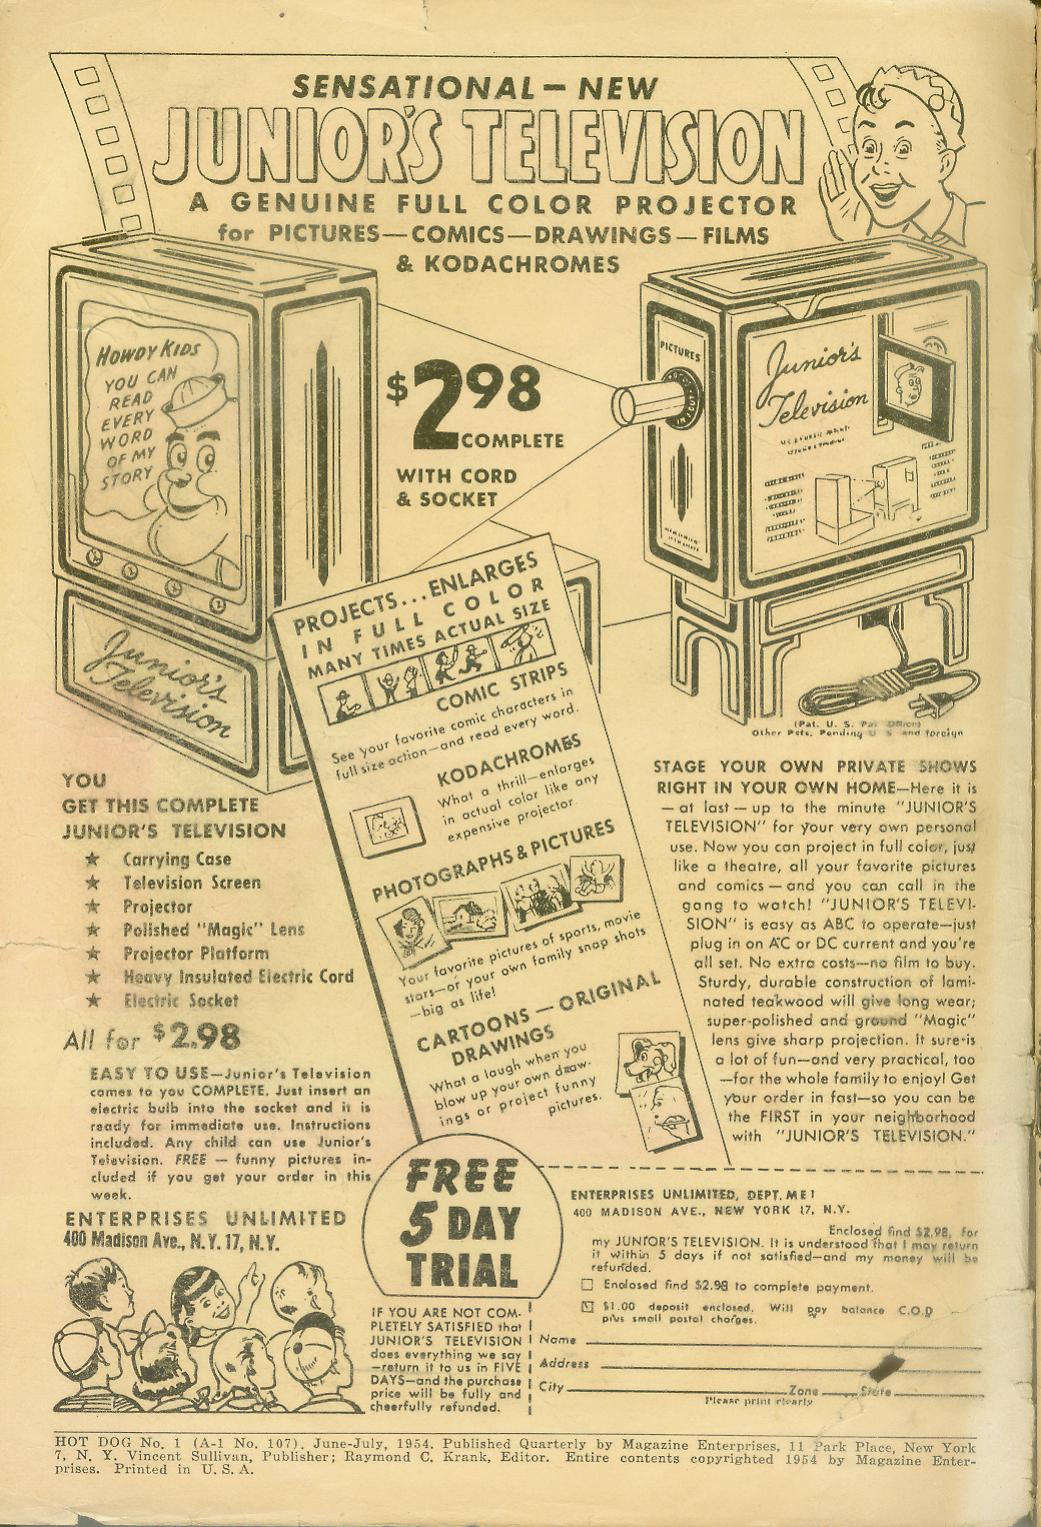 SENSATIONAL — NEW
JUNIOR'S TELEVISION
A GENUINE FULL COLOR PROJECTOR
for PICTURES—COMICS—DRAWINGS—FILMS
& KODACHROMES
HOWDY KIDS
YOU CAN
READ
EVERY
WORD
OF MY
STORY
Junior's
Television
$2.98
COMPLETE
WITH CORD
& SOCKET
PICTURES
Junior's
Television
(Pat. U. S. Pat. Office)
Other Pats. Pending U. S. and foreign
PROJECTS...ENLARGES
IN FULL COLOR
MANY TIMES ACTUAL SIZE
COMIC STRIPS
See your favorite comic characters in
full size action—and read every word.
KODACHROMES
What a thrill—enlarges
in actual color like any
expensive projector.
PHOTOGRAPHS & PICTURES
Your favorite pictures of sports, movie
stars—or your own family snap shots
—big as life!
CARTOONS — ORIGINAL
DRAWINGS
What a laugh when you
blow up your own draw-
ings or project funny
pictures.
YOU
GET THIS COMPLETE
JUNIOR'S TELEVISION
★ Carrying Case
★ Television Screen
★ Projector
★ Polished "Magic" Lens
★ Projector Platform
★ Heavy Insulated Electric Cord
★ Electric Socket
All for $2.98
EASY TO USE—Junior's Television
comes to you COMPLETE. Just insert an
electric bulb into the socket and it is
ready for immediate use. Instructions
included. Any child can use Junior's
Television. FREE — funny pictures in-
cluded if you get your order in this
week.
ENTERPRISES UNLIMITED
400 Madison Ave., N.Y. 17, N.Y.
STAGE YOUR OWN PRIVATE SHOWS
RIGHT IN YOUR OWN HOME—Here it is
—at last—up to the minute "JUNIOR'S
TELEVISION" for your very own personal
use. Now you can project in full color, just
like a theatre, all your favorite pictures
and comics—and you can call in the
gang to watch! "JUNIOR'S TELEVI-
SION" is easy as ABC to operate—just
plug in on AC or DC current and you're
all set. No extra costs—no film to buy.
Sturdy, durable construction of lami-
nated teakwood will give long wear;
super-polished and ground "Magic"
lens give sharp projection. It sure is
a lot of fun—and very practical, too
—for the whole family to enjoy! Get
your order in fast—so you can be
the FIRST in your neighborhood
with "JUNIOR'S TELEVISION."
FREE
5 DAY
TRIAL
IF YOU ARE NOT COM-
PLETELY SATISFIED that
JUNIOR'S TELEVISION
does everything we say
—return it to us in FIVE
DAYS—and the purchase
price will be fully and
cheerfully refunded.
ENTERPRISES UNLIMITED, DEPT. ME1
400 MADISON AVE., NEW YORK 17, N.Y.
Enclosed find $2.98, for
my JUNIOR'S TELEVISION. It is understood that I may return
it within 5 days if not satisfied—and my money will be
refunded.
Enclosed find $2.98 to complete payment.
$1.00 deposit enclosed. Will pay balance C.O.D
plus small postal charges.
Name
Address
City Zone State
Please print clearly
HOT DOG No. 1 (A-1 No. 107). June-July, 1954. Published Quarterly by Magazine Enterprises, 11 Park Place, New York
7, N. Y. Vincent Sullivan, Publisher; Raymond C. Krank, Editor. Entire contents copyrighted 1954 by Magazine Enter-
prises. Printed in U. S. A.